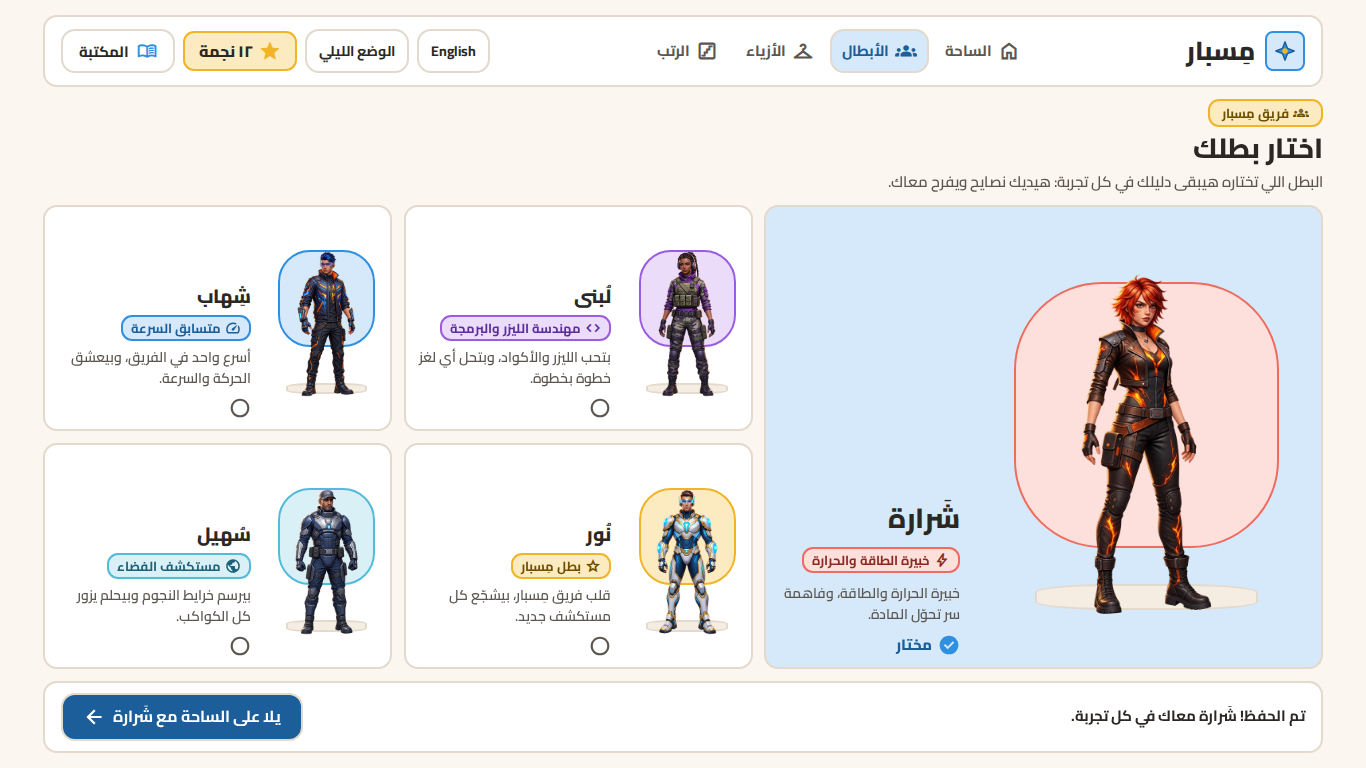 مِسبار
الساحة
الأبطال
الأزياء
الرتب
English
الوضع الليلي
١٢ نجمة
المكتبة
فريق مِسبار
اختار بطلك
البطل اللي تختاره هيبقى دليلك في كل تجربة: هيديك نصايح ويفرح معاك.
شَرارة
خبيرة الطاقة والحرارة
خبيرة الحرارة والطاقة، وفاهمة
سر تحوّل المادة.
مختار
لُبنى
مهندسة الليزر والبرمجة
بتحب الليزر والأكواد، وبتحل أي لغز
خطوة بخطوة.
شِهاب
متسابق السرعة
أسرع واحد في الفريق، وبيعشق
الحركة والسرعة.
نُور
بطل مِسبار
قلب فريق مِسبار، بيشجّع كل
مستكشف جديد.
سُهيل
مستكشف الفضاء
بيرسم خرايط النجوم وبيحلم يزور
كل الكواكب.
تم الحفظ! شَرارة معاك في كل تجربة.
يلا على الساحة مع شَرارة